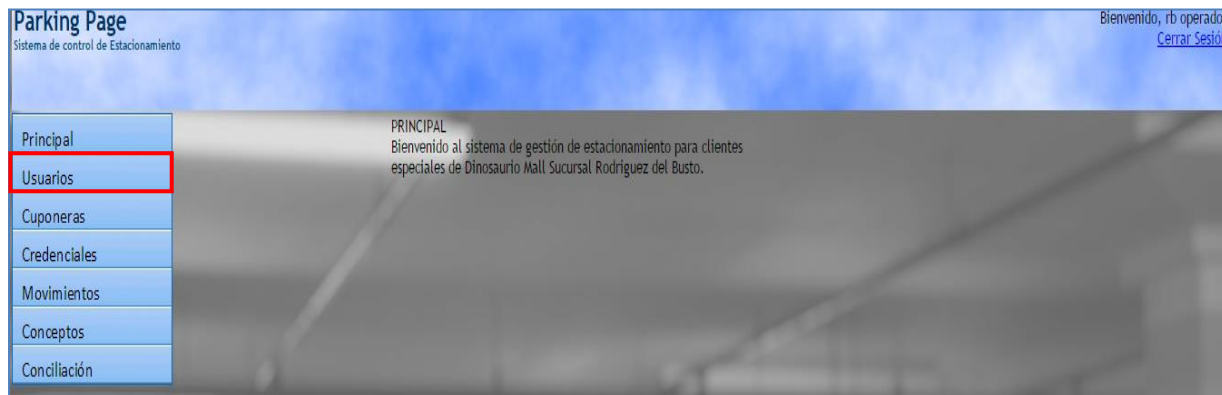 Parking Page
Sistema de control de Estacionamiento
Bienvenido, rb operado
Cerrar Sesió
Principal
Usuarios
Cuponeras
Credenciales
Movimientos
Conceptos
Conciliación
PRINCIPAL
Bienvenido al sistema de gestión de estacionamiento para clientes
especiales de Dinosaurio Mall Sucursal Rodriguez del Busto.